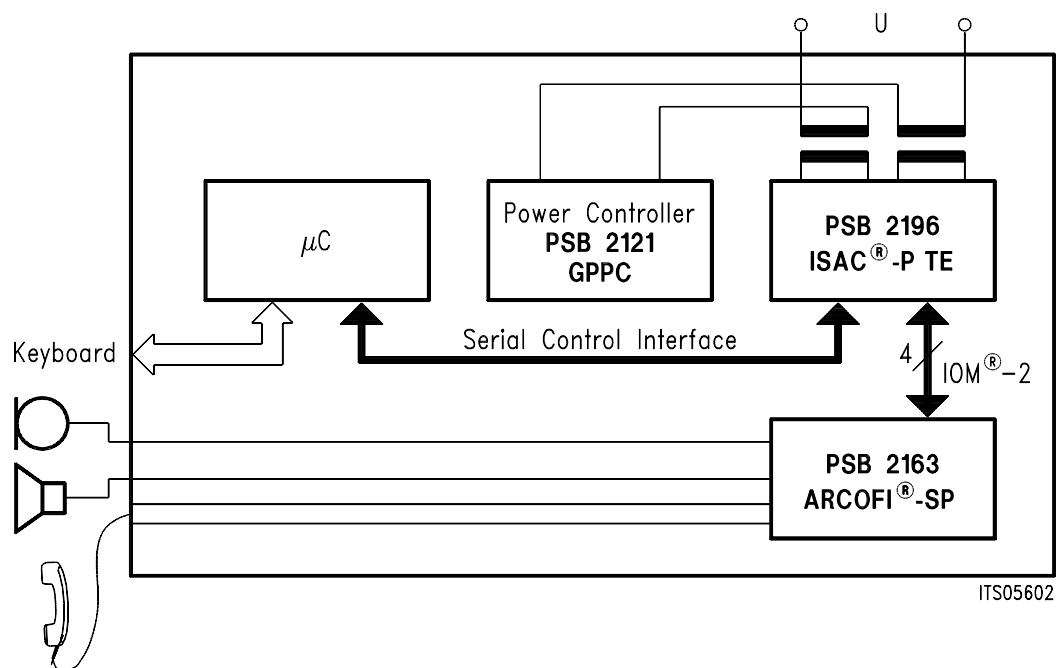 U
μC
Power Controller
PSB 2121
GPPC
PSB 2196
ISAC®-P TE
Keyboard
Serial Control Interface
4
IOM®-2
PSB 2163
ARCOFI®-SP
ITS05602